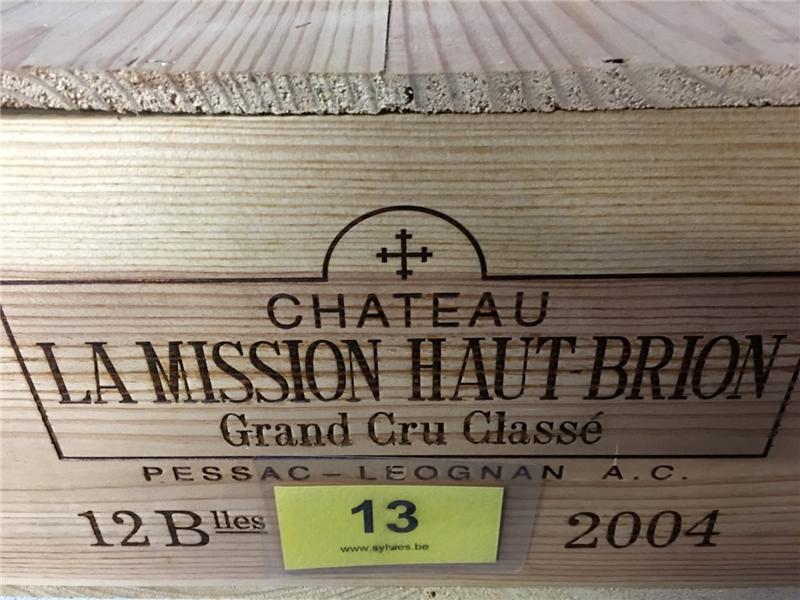 CHATEAU
LA MISSION HAUT-BRION
Grand Cru Classé
PESSAC-LEOGNAN A.C.
12 Blles
13
www.sylvies.be
2004